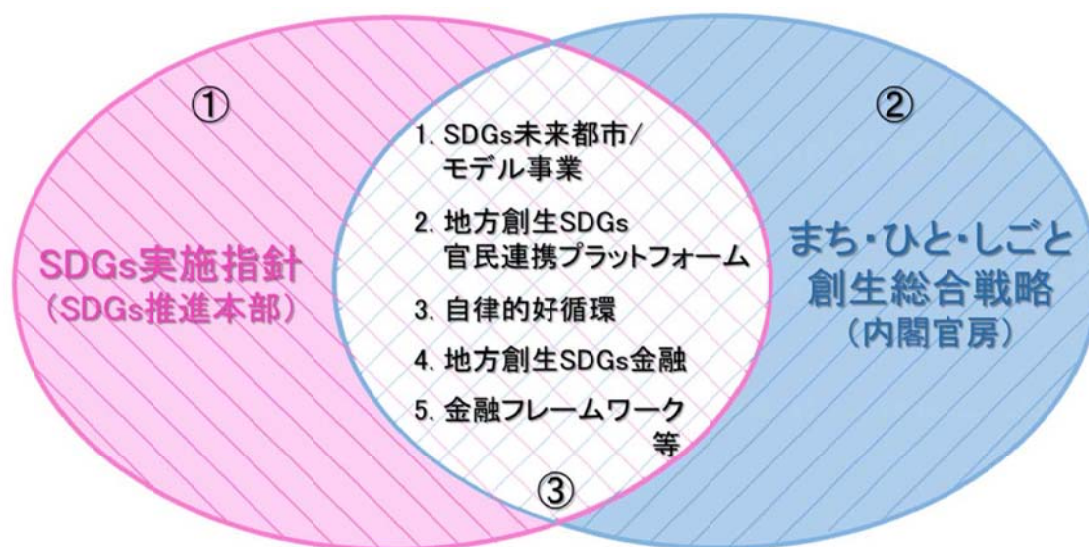 ①
②
SDGs実施指針
(SDGs推進本部)
1. SDGs未来都市/
モデル事業
2. 地方創生SDGs
官民連携プラットフォーム
3. 自律的好循環
4. 地方創生SDGs金融
5. 金融フレームワーク
等
③
まち・ひと・しごと
創生総合戦略
(内閣官房)